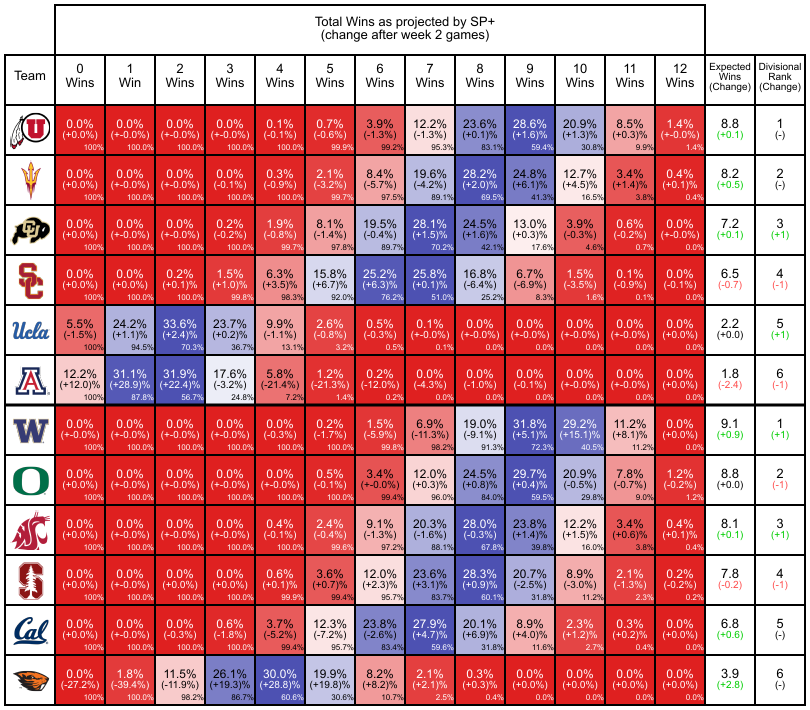 Total Wins as projected by SP+
(change after week 2 games)
Team
0 Wins
1 Win
2 Wins
3 Wins
4 Wins
5 Wins
6 Wins
7 Wins
8 Wins
9 Wins
10 Wins
11 Wins
12 Wins
Expected Wins (Change)
Divisional Rank (Change)
U
0.0% 0.0% 0.0% 0.0% 0.1% 0.7% 3.9% 12.2% 23.6% 28.6% 20.9% 8.5% 1.4% 8.8 1
(+0.0%) (+-0.0)% (+-0.0)% (+-0.0)% (-0.1)% (-0.6)% (-1.3)% (-1.3)% (+0.1)% (+1.6)% (+1.3)% (+0.3)% (+-0.0)% (+0.1) (-)
100% 100.0% 100.0% 100.0% 100.0% 99.9% 99.2% 95.3% 83.1% 59.4% 30.8% 9.9% 1.4%
0.0% 0.0% 0.0% 0.0% 0.3% 2.1% 8.4% 19.6% 28.2% 24.8% 12.7% 3.4% 0.4% 8.2 2
(+0.0%) (+-0.0)% (+-0.0)% (-0.1)% (-0.9)% (-3.2)% (-5.7)% (-4.2)% (+2.0)% (+6.1)% (+4.5)% (+1.4)% (+0.1)% (+0.5) (-)
100% 100.0% 100.0% 100.0% 100.0% 99.7% 97.5% 89.1% 69.5% 41.3% 16.5% 3.8% 0.4%
CU
0.0% 0.0% 0.0% 0.2% 1.9% 8.1% 19.5% 28.1% 24.5% 13.0% 3.9% 0.6% 0.0% 7.2 3
(+0.0%) (+-0.0)% (+-0.0)% (-0.2)% (-0.8)% (-1.4)% (-0.4)% (+1.5)% (+1.6)% (+0.3)% (-0.3)% (-0.2)% (+-0.0)% (+0.1) (+1)
100% 100.0% 100.0% 100.0% 99.7% 97.8% 89.7% 70.2% 42.1% 17.6% 4.6% 0.7% 0.0%
SC
0.0% 0.0% 0.2% 1.5% 6.3% 15.8% 25.2% 25.8% 16.8% 6.7% 1.5% 0.1% 0.0% 6.5 4
(+0.0%) (+-0.0)% (+0.1)% (+1.0)% (+3.5)% (+6.7)% (+6.3)% (+0.1)% (-6.4)% (-6.9)% (-3.5)% (-0.9)% (-0.1)% (-0.7) (-1)
100% 100.0% 100.0% 99.8% 98.3% 92.0% 76.2% 51.0% 25.2% 8.3% 1.6% 0.1% 0.0%
Ucla
5.5% 24.2% 33.6% 23.7% 9.9% 2.6% 0.5% 0.1% 0.0% 0.0% 0.0% 0.0% 0.0% 2.2 5
(-1.5%) (+1.1)% (+2.4)% (+0.2)% (-1.1)% (-0.8)% (-0.3)% (+-0.0)% (+-0.0)% (+-0.0)% (+-0.0)% (+-0.0)% (+-0.0)% (+0.0) (+1)
100% 94.5% 70.3% 36.7% 13.1% 3.2% 0.5% 0.1% 0.0% 0.0% 0.0% 0.0% 0.0%
A
12.2% 31.1% 31.9% 17.6% 5.8% 1.2% 0.2% 0.0% 0.0% 0.0% 0.0% 0.0% 0.0% 1.8 6
(+12.0)% (+28.9)% (+22.4)% (-3.2)% (-21.4)% (-21.3)% (-12.0)% (-4.3)% (-1.0)% (-0.1)% (+-0.0)% (+-0.0)% (+0.0)% (-2.4) (-1)
100% 87.8% 56.7% 24.8% 7.2% 1.4% 0.2% 0.0% 0.0% 0.0% 0.0% 0.0% 0.0%
W
0.0% 0.0% 0.0% 0.0% 0.0% 0.2% 1.5% 6.9% 19.0% 31.8% 29.2% 11.2% 0.0% 9.1 1
(+0.0%) (+-0.0)% (+-0.0)% (+-0.0)% (-0.3)% (-1.7)% (-5.9)% (-11.3)% (-9.1)% (+5.1)% (+15.1)% (+8.1)% (+0.0)% (+0.9) (+1)
100% 100.0% 100.0% 100.0% 100.0% 100.0% 99.8% 98.2% 91.3% 72.3% 40.5% 11.2% 0.0%
O
0.0% 0.0% 0.0% 0.0% 0.0% 0.5% 3.4% 12.0% 24.5% 29.7% 20.9% 7.8% 1.2% 8.8 2
(+0.0%) (+-0.0)% (+-0.0)% (+-0.0)% (+-0.0)% (-0.1)% (+-0.0)% (+0.3)% (+0.8)% (+0.4)% (-0.5)% (-0.7)% (-0.2)% (+0.0) (-1)
100% 100.0% 100.0% 100.0% 100.0% 100.0% 99.4% 96.0% 84.0% 59.5% 29.8% 9.0% 1.2%
0.0% 0.0% 0.0% 0.0% 0.4% 2.4% 9.1% 20.3% 28.0% 23.8% 12.2% 3.4% 0.4% 8.1 3
(+0.0%) (+-0.0)% (+-0.0)% (+-0.0)% (-0.1)% (-0.4)% (-1.3)% (-1.6)% (-0.3)% (+1.4)% (+1.5)% (+0.6)% (+0.1)% (+0.1) (+1)
100% 100.0% 100.0% 100.0% 100.0% 99.6% 97.2% 88.1% 67.8% 39.8% 16.0% 3.8% 0.4%
S
0.0% 0.0% 0.0% 0.0% 0.6% 3.6% 12.0% 23.6% 28.3% 20.7% 8.9% 2.1% 0.2% 7.8 4
(+0.0%) (+-0.0)% (+-0.0)% (+-0.0)% (+0.1)% (+0.7)% (+2.3)% (+3.1)% (+0.9)% (-2.5)% (-3.0)% (-1.3)% (-0.2)% (-0.2) (-1)
100% 100.0% 100.0% 100.0% 99.9% 99.4% 95.7% 83.7% 60.1% 31.8% 11.2% 2.3% 0.2%
Cal
0.0% 0.0% 0.0% 0.6% 3.7% 12.3% 23.8% 27.9% 20.1% 8.9% 2.3% 0.3% 0.0% 6.8 5
(+0.0%) (+-0.0)% (-0.3)% (-1.8)% (-5.2)% (-7.2)% (-2.6)% (+4.7)% (+6.9)% (+4.0)% (+1.2)% (+0.2)% (+0.0)% (+0.6) (-)
100% 100.0% 100.0% 100.0% 99.4% 95.7% 83.4% 59.6% 31.8% 11.6% 2.7% 0.4% 0.0%
0.0% 1.8% 11.5% 26.1% 30.0% 19.9% 8.2% 2.1% 0.3% 0.0% 0.0% 0.0% 0.0% 3.9 6
(-27.2%) (-39.4)% (-11.9)% (+19.3)% (+28.8)% (+19.8)% (+8.2)% (+2.1)% (+0.3)% (+0.0)% (+0.0)% (+0.0)% (+0.0)% (+2.8) (-)
100% 100.0% 98.2% 86.7% 60.6% 30.6% 10.7% 2.5% 0.4% 0.0% 0.0% 0.0% 0.0%